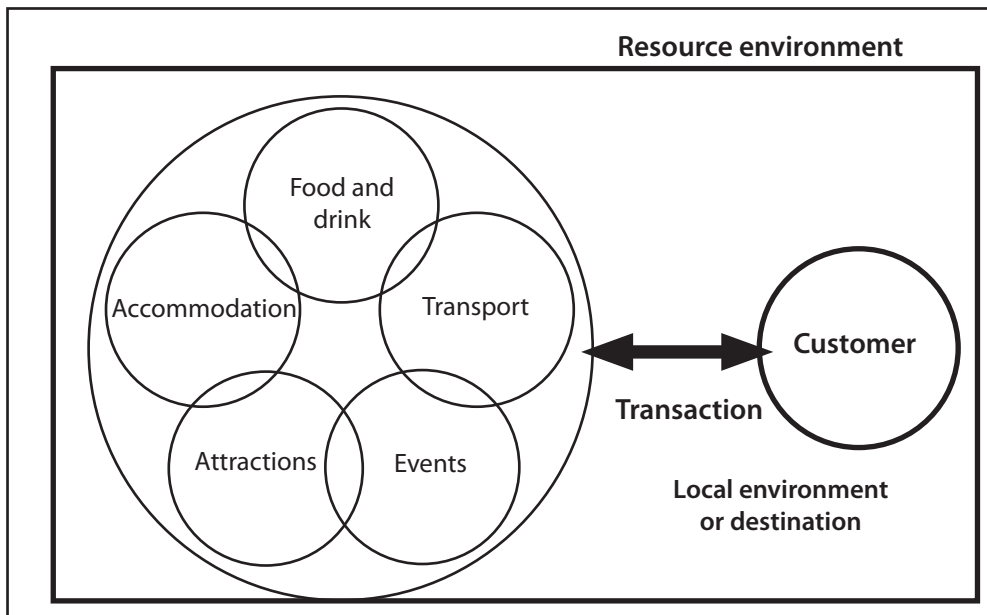 Resource environment
Food and
drink
Accommodation
Transport
Customer
Transaction
Attractions
Events
Local environment
or destination